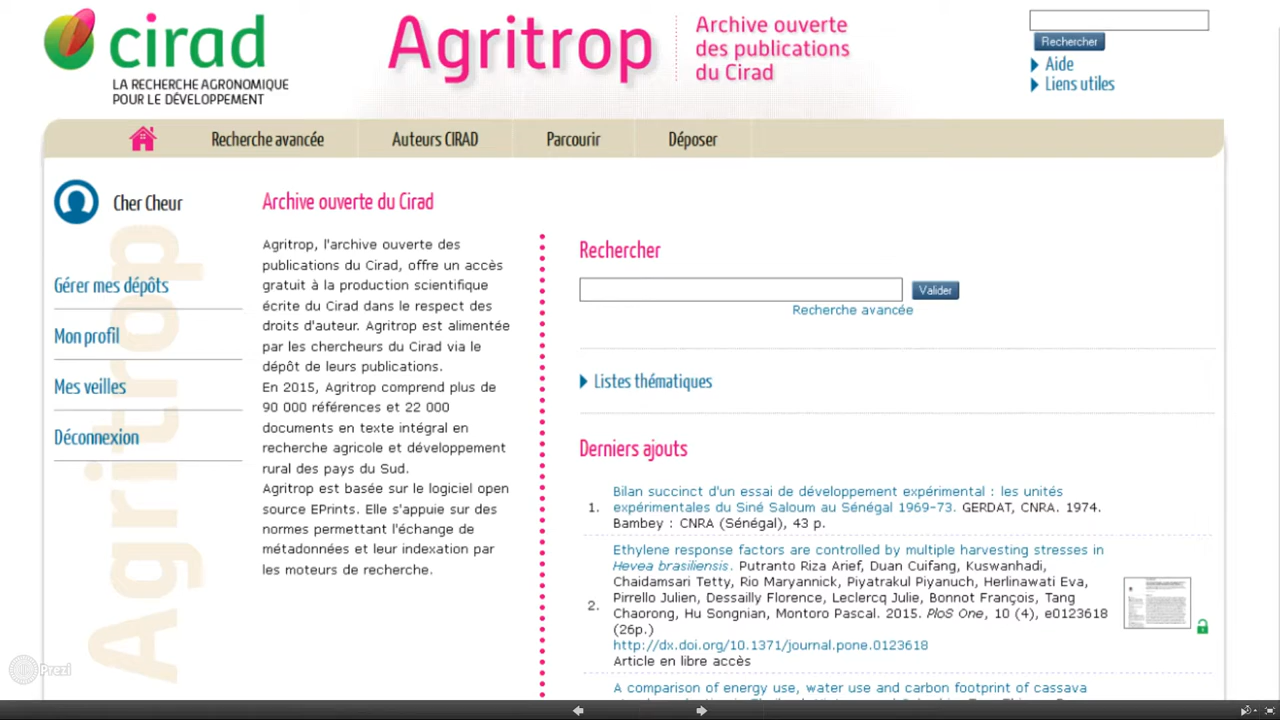 cirad
LA RECHERCHE AGRONOMIQUE
POUR LE DÉVELOPPEMENT
Agritrop
Archive ouverte
des publications
du Cirad
Rechercher
Aide
Liens utiles
Recherche avancée
Auteurs CIRAD
Parcourir
Déposer
Cher Cheur
Gérer mes dépôts
Mon profil
Mes veilles
Déconnexion
Agritrop
Archive ouverte du Cirad
Agritrop, l'archive ouverte des
publications du Cirad, offre un accès
gratuit à la production scientifique
écrite du Cirad dans le respect des
droits d'auteur. Agritrop est alimentée
par les chercheurs du Cirad via le
dépôt de leurs publications.
En 2015, Agritrop comprend plus de
90 000 références et 22 000
documents en texte intégral en
recherche agricole et développement
rural des pays du Sud.
Agritrop est basée sur le logiciel open
source EPrints. Elle s'appuie sur des
normes permettant l'échange de
métadonnées et leur indexation par
les moteurs de recherche.
Rechercher
Valider
Recherche avancée
Listes thématiques
Derniers ajouts
Bilan succinct d'un essai de développement expérimental : les unités
1. expérimentales du Siné Saloum au Sénégal 1969-73. GERDAT, CNRA. 1974.
Bambey : CNRA (Sénégal), 43 p.
Ethylene response factors are controlled by multiple harvesting stresses in
Hevea brasiliensis. Putranto Riza Arief, Duan Cuifang, Kuswanhadi,
Chaidamsari Tetty, Rio Maryannick, Piyatrakul Piyanuch, Herlinawati Eva,
Pirrello Julien, Dessailly Florence, Leclercq Julie, Bonnot François, Tang
2. Chaorong, Hu Songnian, Montoro Pascal. 2015. PloS One, 10 (4), e0123618
(26p.)
http://dx.doi.org/10.1371/journal.pone.0123618
Article en libre accès
A comparison of energy use, water use and carbon footprint of cassava
Prezi